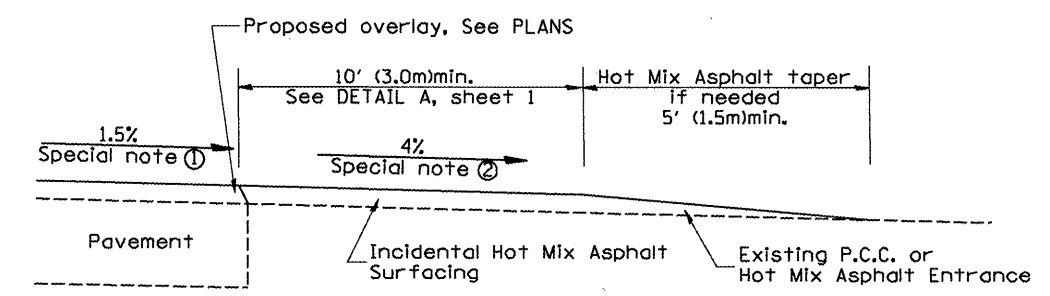 Proposed overlay, See PLANS
10' (3.0m)min.
See DETAIL A, sheet 1
Hot Mix Asphalt taper
if needed
5' (1.5m)min.
1.5%
Special note ①
4%
Special note ②
Pavement
Incidental Hot Mix Asphalt
Surfacing
Existing P.C.C. or
Hot Mix Asphalt Entrance